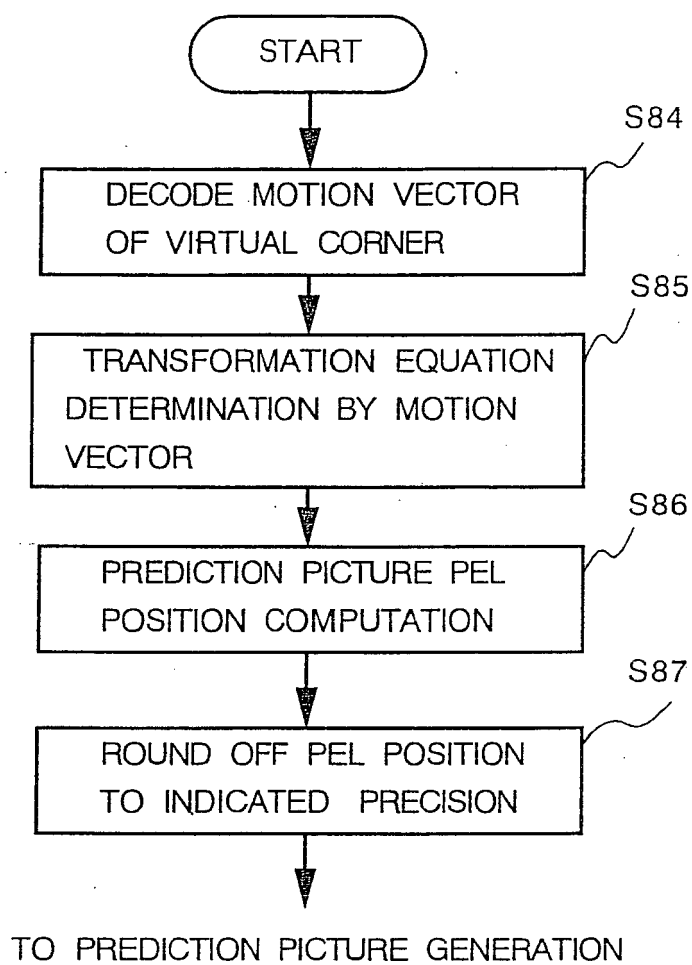 START
S84
DECODE MOTION VECTOR
OF VIRTUAL CORNER
S85
TRANSFORMATION EQUATION
DETERMINATION BY MOTION
VECTOR
S86
PREDICTION PICTURE PEL
POSITION COMPUTATION
S87
ROUND OFF PEL POSITION
TO INDICATED PRECISION
TO PREDICTION PICTURE GENERATION